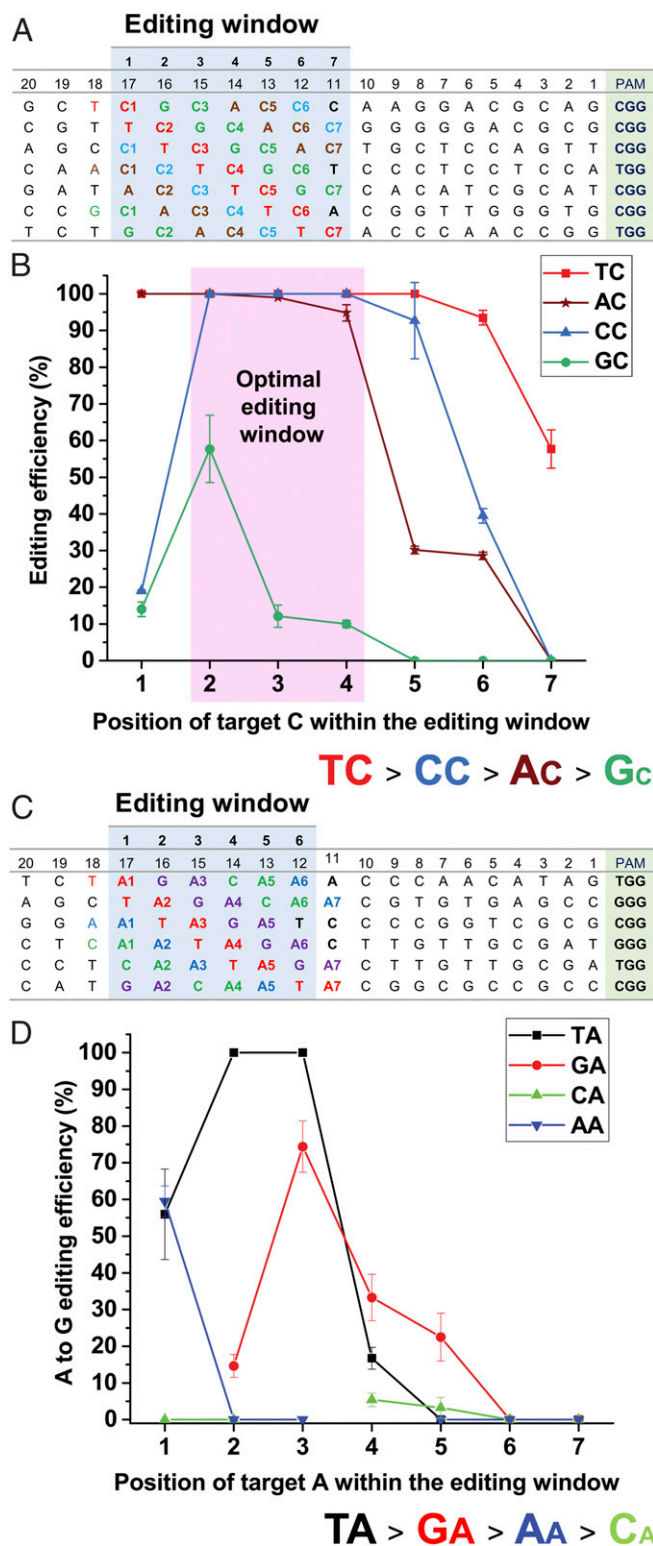 A
Editing window
1 2 3 4 5 6 7
20 19 18 17 16 15 14 13 12 11 10 9 8 7 6 5 4 3 2 1 PAM
G C T C1 G C3 A C5 C6 C A A G G A C G C A G CGG
C G T T C2 G C4 A C6 C7 G G G G G A C G C G CGG
A G C C1 T C3 G C5 A C7 T G C T C C A G T T CGG
C A A C1 C2 T C4 G C6 T C C C T C C T C C A TGG
G A T A C2 C3 T C5 G C7 C A C A T C G C A T CGG
C C G C1 A C3 C4 T C6 A C G G T T G G G T G CGG
T C T G C2 A C4 C5 T C7 A C C C A A C C G G TGG
B
100
90
80
70
60
50
40
30
20
10
0
Editing efficiency (%)
Optimal
editing
window
TC
AC
CC
GC
1 2 3 4 5 6 7
Position of target C within the editing window
TC > CC > AC > GC
C
Editing window
1 2 3 4 5 6
20 19 18 17 16 15 14 13 12 11 10 9 8 7 6 5 4 3 2 1 PAM
T C T A1 G A3 C A5 A6 A C C C A A C A T A G TGG
A G C T A2 G A4 C A6 A7 C G T G T G A G C C GGG
G G A A1 T A3 G A5 T C C C C G G T C G C G CGG
C T C A1 A2 T A4 G A6 C T T G T T G C G A T GGG
C C T C A2 A3 T A5 G A7 C T T G T T G C G A TGG
C A T G A2 C A4 A5 T A7 C G G C G C C G C C CGG
D
100
90
80
70
60
50
40
30
20
10
0
A to G editing efficiency (%)
TA
GA
CA
AA
1 2 3 4 5 6 7
Position of target A within the editing window
TA > GA > AA > CA